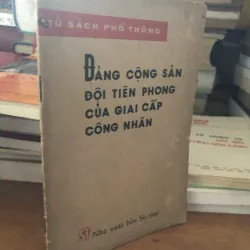 TỦ SÁCH PHỔ THÔNG
ĐẢNG CỘNG SẢN
ĐỘI TIÊN PHONG
CỦA GIAI CẤP
CÔNG NHÂN
Nhà xuất bản Sự thật